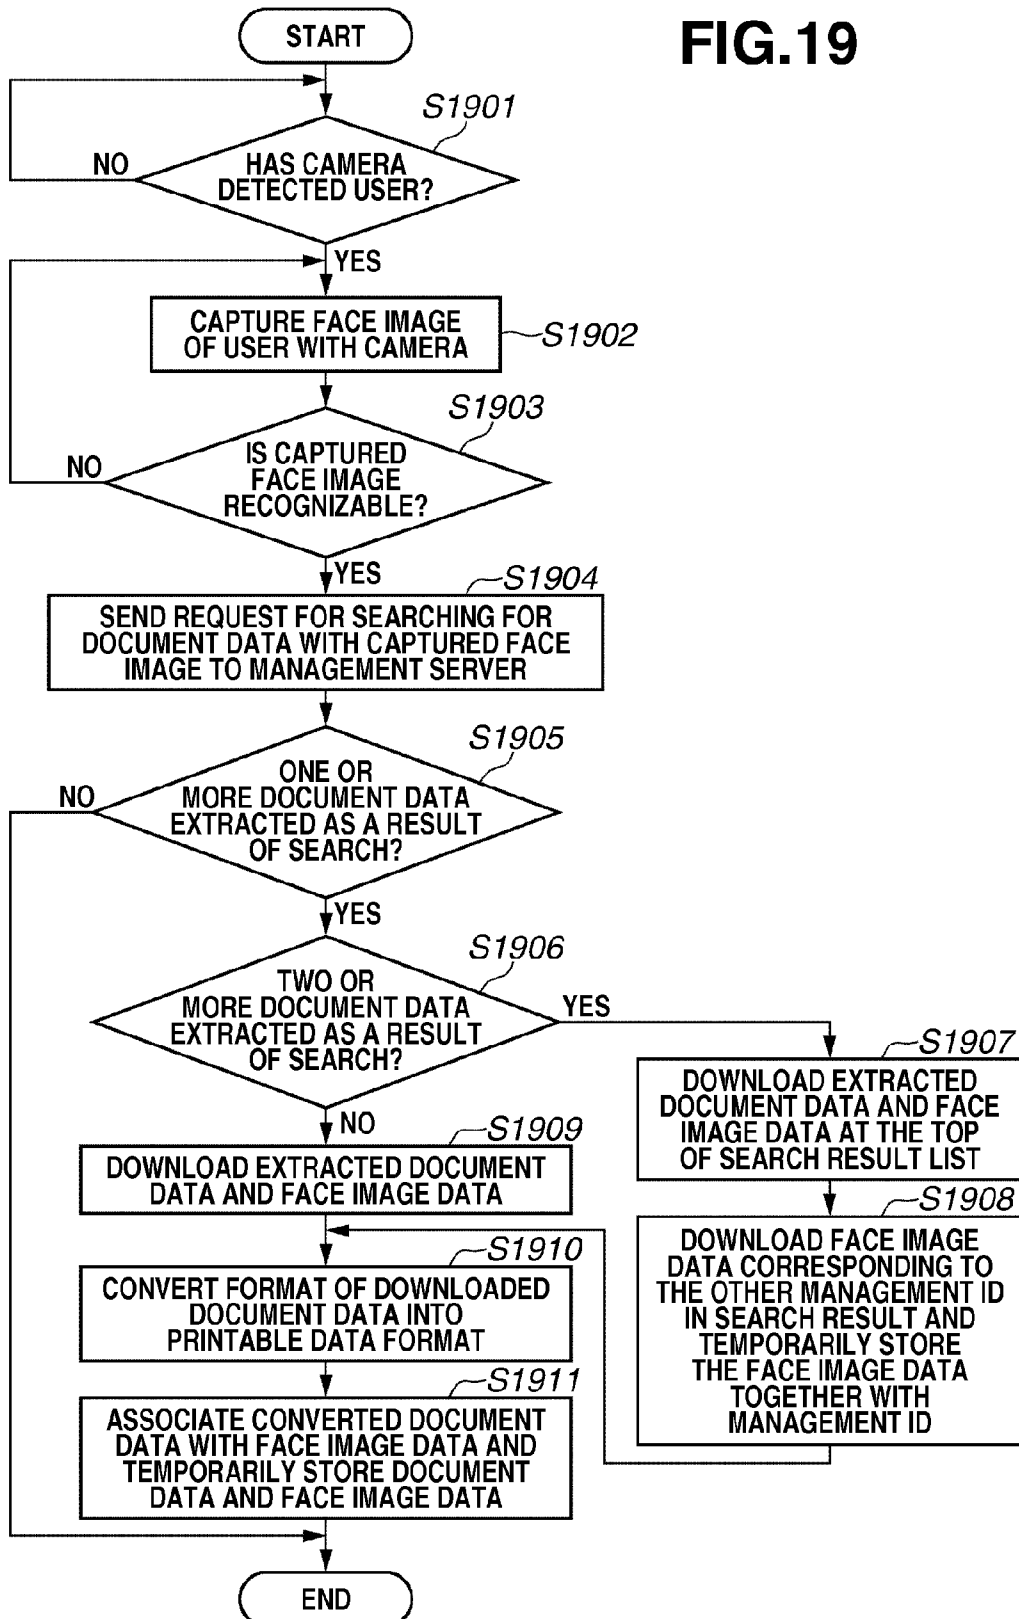 FIG.19
START
S1901
HAS CAMERA
DETECTED USER?
NO
YES
CAPTURE FACE IMAGE
OF USER WITH CAMERA
S1902
S1903
IS CAPTURED
FACE IMAGE
RECOGNIZABLE?
NO
YES
S1904
SEND REQUEST FOR SEARCHING FOR
DOCUMENT DATA WITH CAPTURED FACE
IMAGE TO MANAGEMENT SERVER
S1905
ONE OR
MORE DOCUMENT DATA
EXTRACTED AS A RESULT
OF SEARCH?
NO
YES
S1906
TWO OR
MORE DOCUMENT DATA
EXTRACTED AS A RESULT
OF SEARCH?
YES
NO
S1907
DOWNLOAD EXTRACTED
DOCUMENT DATA AND FACE
IMAGE DATA AT THE TOP
OF SEARCH RESULT LIST
S1908
DOWNLOAD FACE IMAGE
DATA CORRESPONDING TO
THE OTHER MANAGEMENT ID
IN SEARCH RESULT AND
TEMPORARILY STORE
THE FACE IMAGE DATA
TOGETHER WITH
MANAGEMENT ID
S1909
DOWNLOAD EXTRACTED DOCUMENT
DATA AND FACE IMAGE DATA
S1910
CONVERT FORMAT OF DOWNLOADED
DOCUMENT DATA INTO
PRINTABLE DATA FORMAT
S1911
ASSOCIATE CONVERTED DOCUMENT
DATA WITH FACE IMAGE DATA AND
TEMPORARILY STORE DOCUMENT
DATA AND FACE IMAGE DATA
END